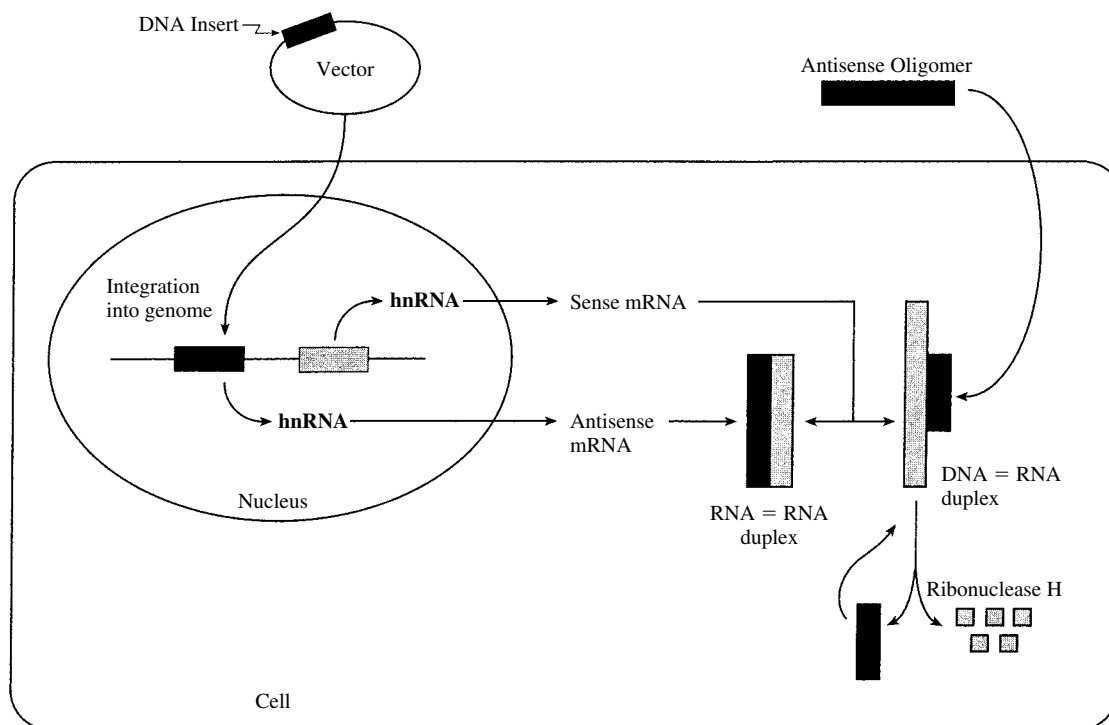 DNA Insert
Vector
Antisense Oligomer
Integration
into genome
hnRNA
Sense mRNA
hnRNA
Antisense
mRNA
Nucleus
RNA = RNA
duplex
DNA = RNA
duplex
Ribonuclease H
Cell